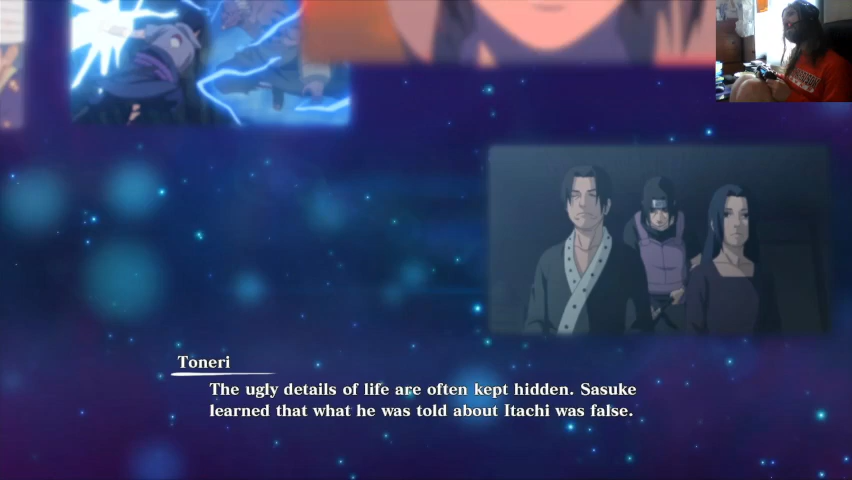 Toneri
The ugly details of life are often kept hidden. Sasuke
learned that what he was told about Itachi was false.